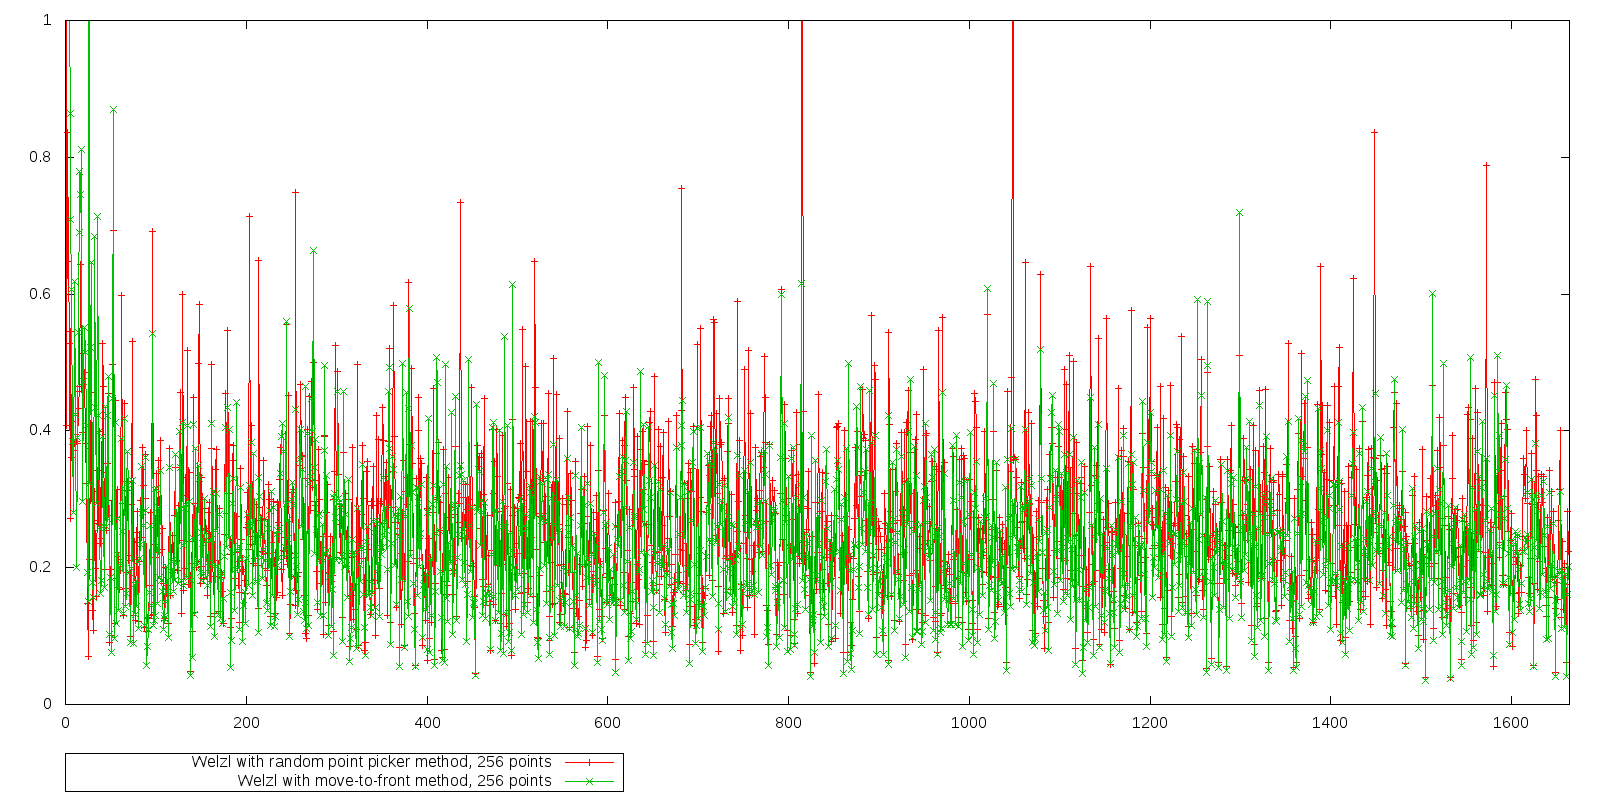 1
0.8
0.6
0.4
0.2
0
0 200 400 600 800 1000 1200 1400 1600
Welzl with random point picker method, 256 points
Welzl with move-to-front method, 256 points